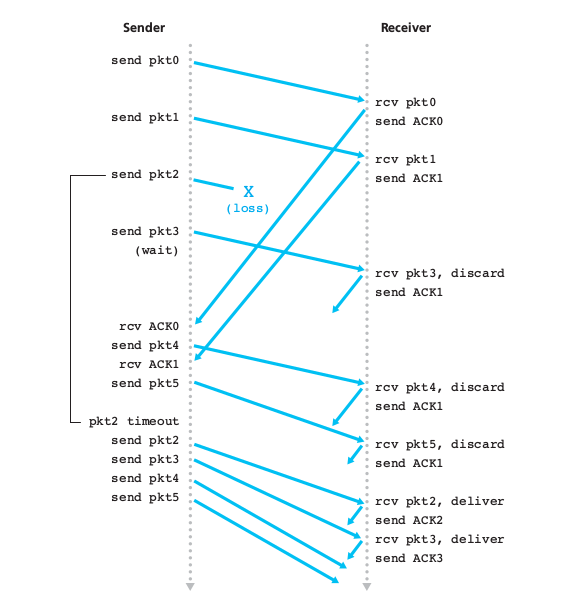 Sender
Receiver
send pkt0
rcv pkt0
send ACK0
send pkt1
rcv pkt1
send ACK1
send pkt2
X
(loss)
send pkt3
(wait)
rcv pkt3, discard
send ACK1
rcv ACK0
send pkt4
rcv ACK1
send pkt5
rcv pkt4, discard
send ACK1
pkt2 timeout
send pkt2
send pkt3
send pkt4
send pkt5
rcv pkt5, discard
send ACK1
rcv pkt2, deliver
send ACK2
rcv pkt3, deliver
send ACK3